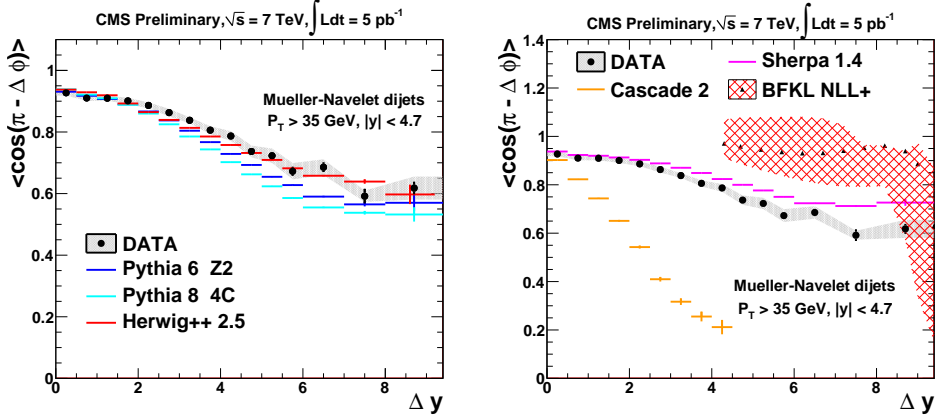 CMS Preliminary,√s = 7 TeV,∫Ldt = 5 pb⁻¹
<cos(π - Δ ϕ)>
1
0.8
0.6
0.4
0.2
0
Mueller-Navelet dijets
P_T > 35 GeV, |y| < 4.7
DATA
Pythia 6 Z2
Pythia 8 4C
Herwig++ 2.5
0 2 4 6 8
Δ y
CMS Preliminary,√s = 7 TeV,∫Ldt = 5 pb⁻¹
<cos(π - Δ ϕ)>
1.4
1.2
1
0.8
0.6
0.4
0.2
0
DATA
Cascade 2
Sherpa 1.4
BFKL NLL+
Mueller-Navelet dijets
P_T > 35 GeV, |y| < 4.7
0 2 4 6 8
Δ y